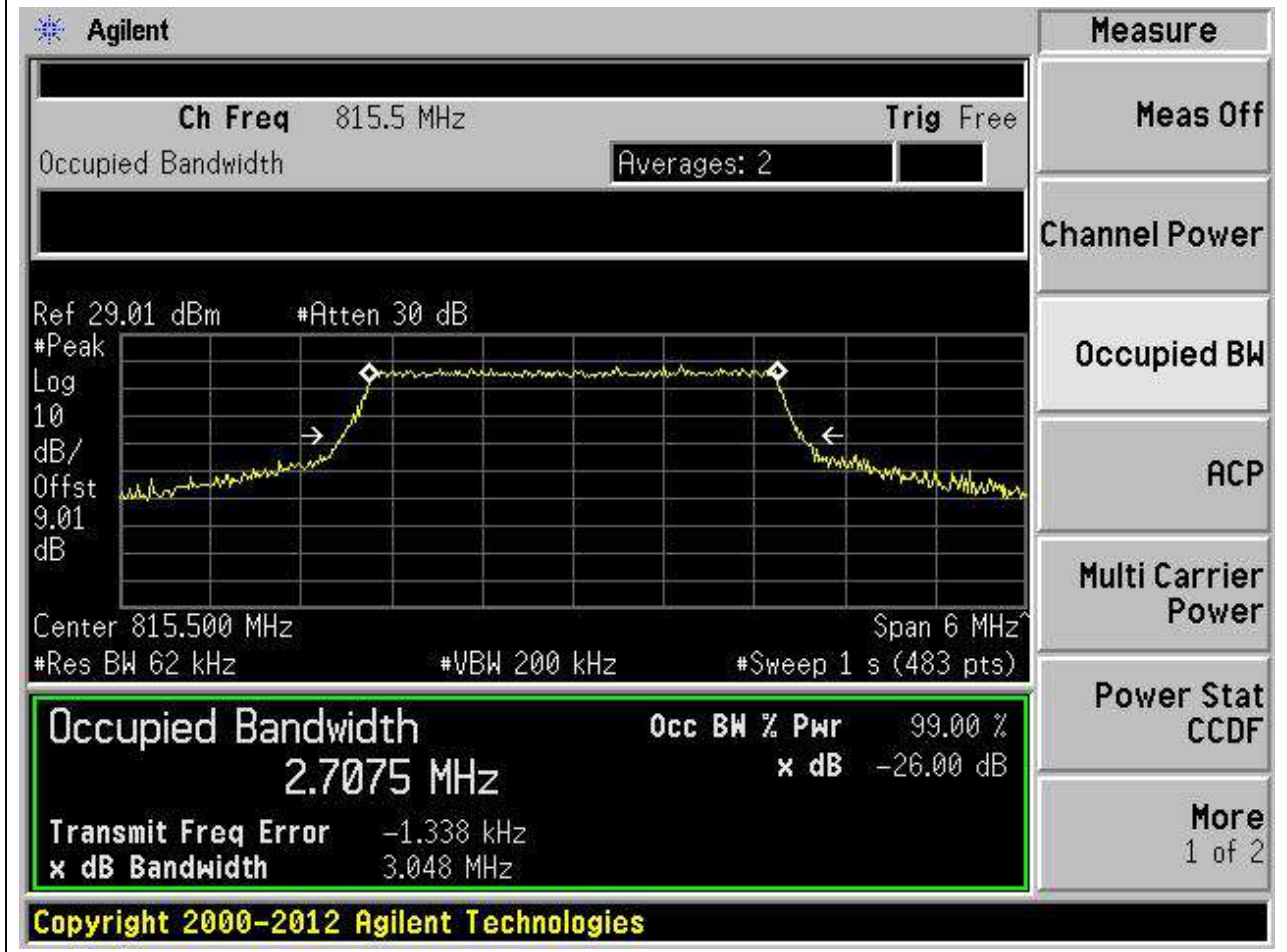 Agilent
Measure
Ch Freq 815.5 MHz Trig Free
Occupied Bandwidth Averages: 2
Ref 29.01 dBm #Atten 30 dB
#Peak
Log
10
dB/
Offst
9.01
dB
Center 815.500 MHz Span 6 MHz^
#Res BW 62 kHz #VBW 200 kHz #Sweep 1 s (483 pts)
Occupied Bandwidth
2.7075 MHz
Occ BW % Pwr 99.00 %
x dB -26.00 dB
Transmit Freq Error -1.338 kHz
x dB Bandwidth 3.048 MHz
Copyright 2000-2012 Agilent Technologies
Meas Off
Channel Power
Occupied BW
ACP
Multi Carrier
Power
Power Stat
CCDF
More
1 of 2